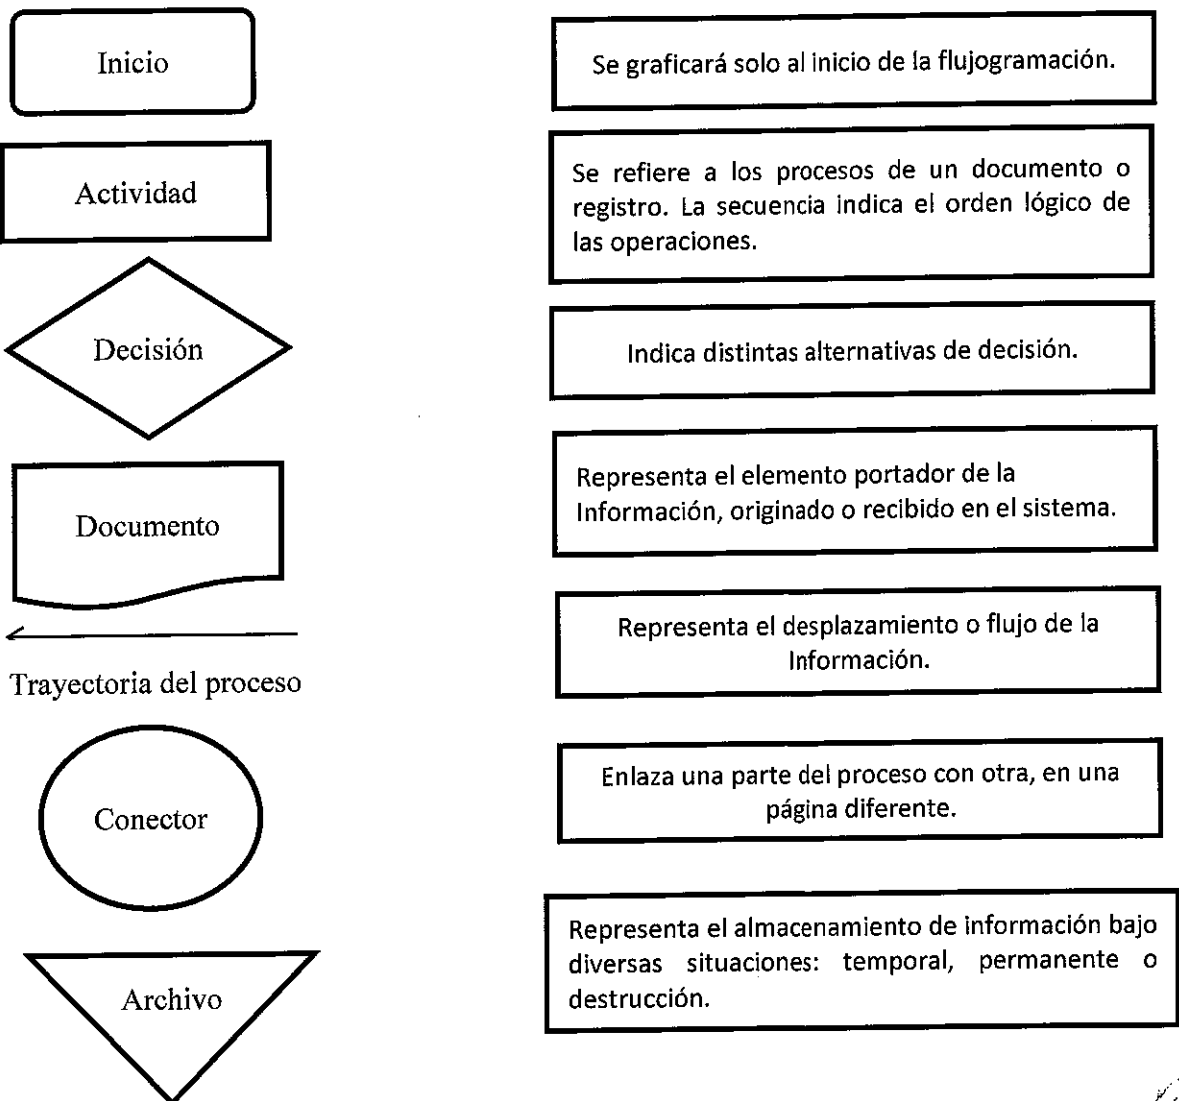 Inicio
Se graficará solo al inicio de la flujogramación.
Actividad
Se refiere a los procesos de un documento o
registro. La secuencia indica el orden lógico de
las operaciones.
Decisión
Indica distintas alternativas de decisión.
Documento
Representa el elemento portador de la
Información, originado o recibido en el sistema.
Trayectoria del proceso
Representa el desplazamiento o flujo de la
Información.
Conector
Enlaza una parte del proceso con otra, en una
página diferente.
Archivo
Representa el almacenamiento de información bajo
diversas situaciones: temporal, permanente o
destrucción.